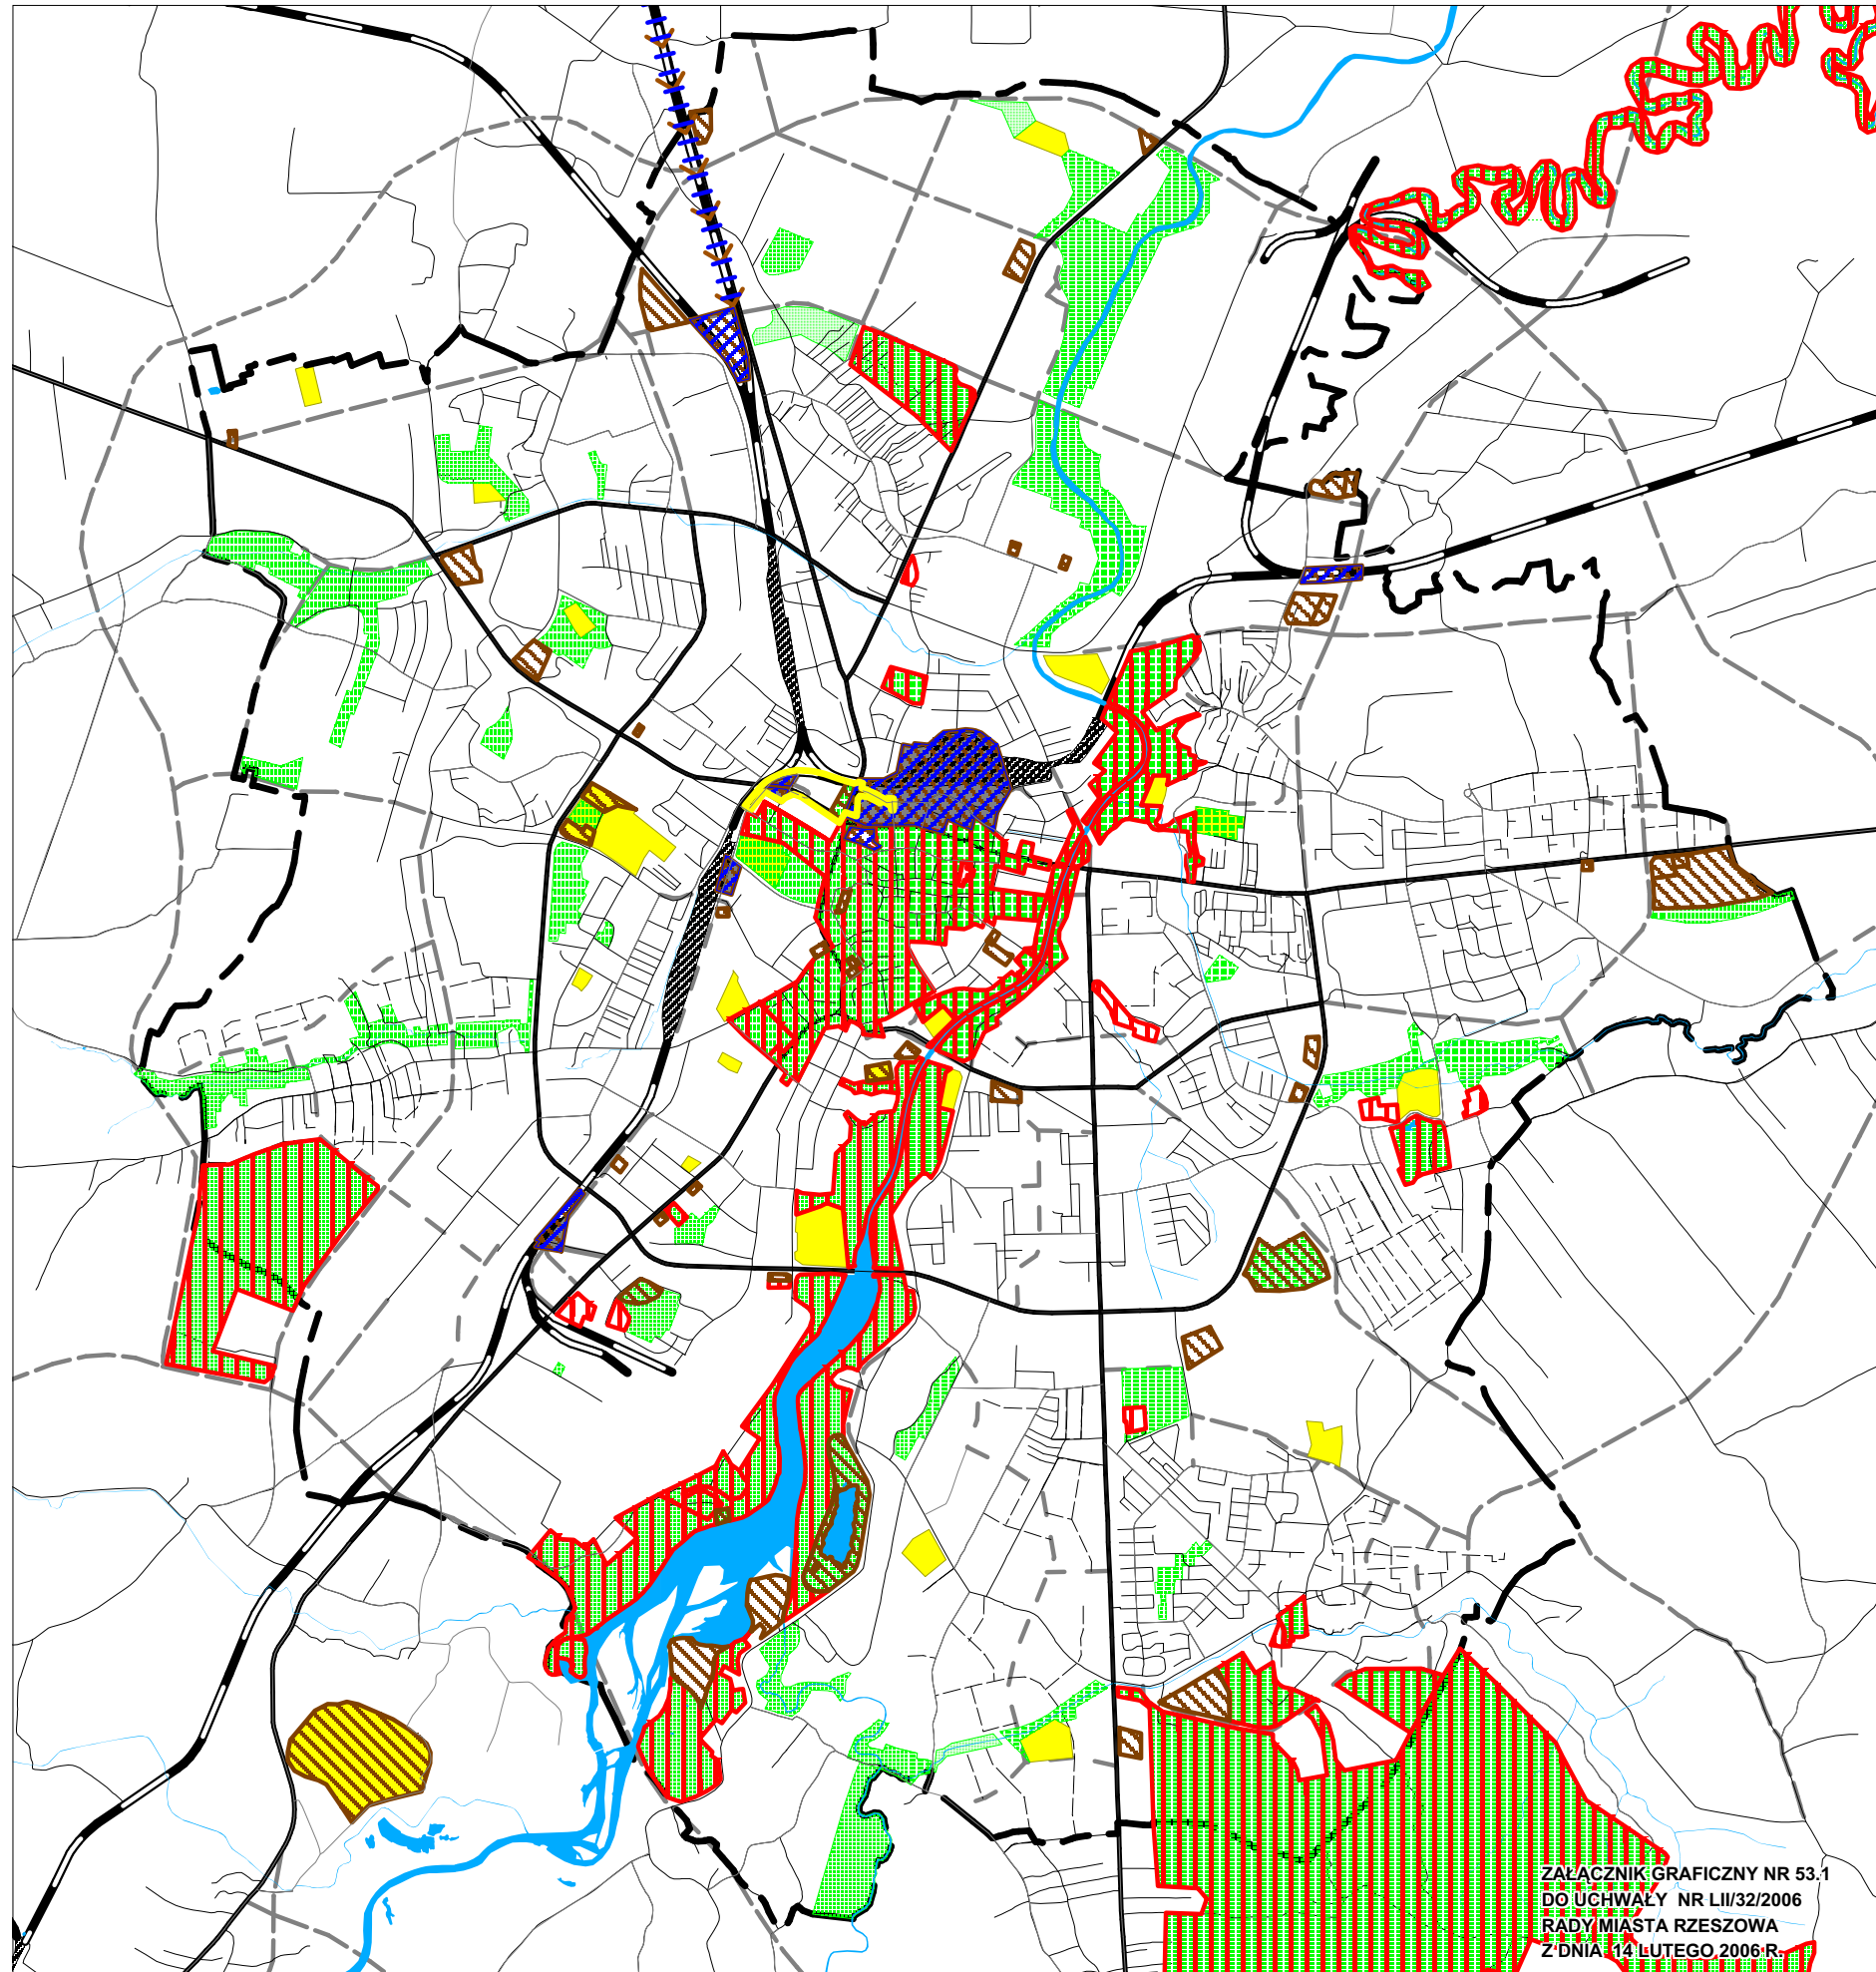 ZAŁĄCZNIK GRAFICZNY NR 53.1
DO UCHWAŁY NR LII/32/2006
RADY MIASTA RZESZOWA
Z DNIA 14 LUTEGO 2006 R.